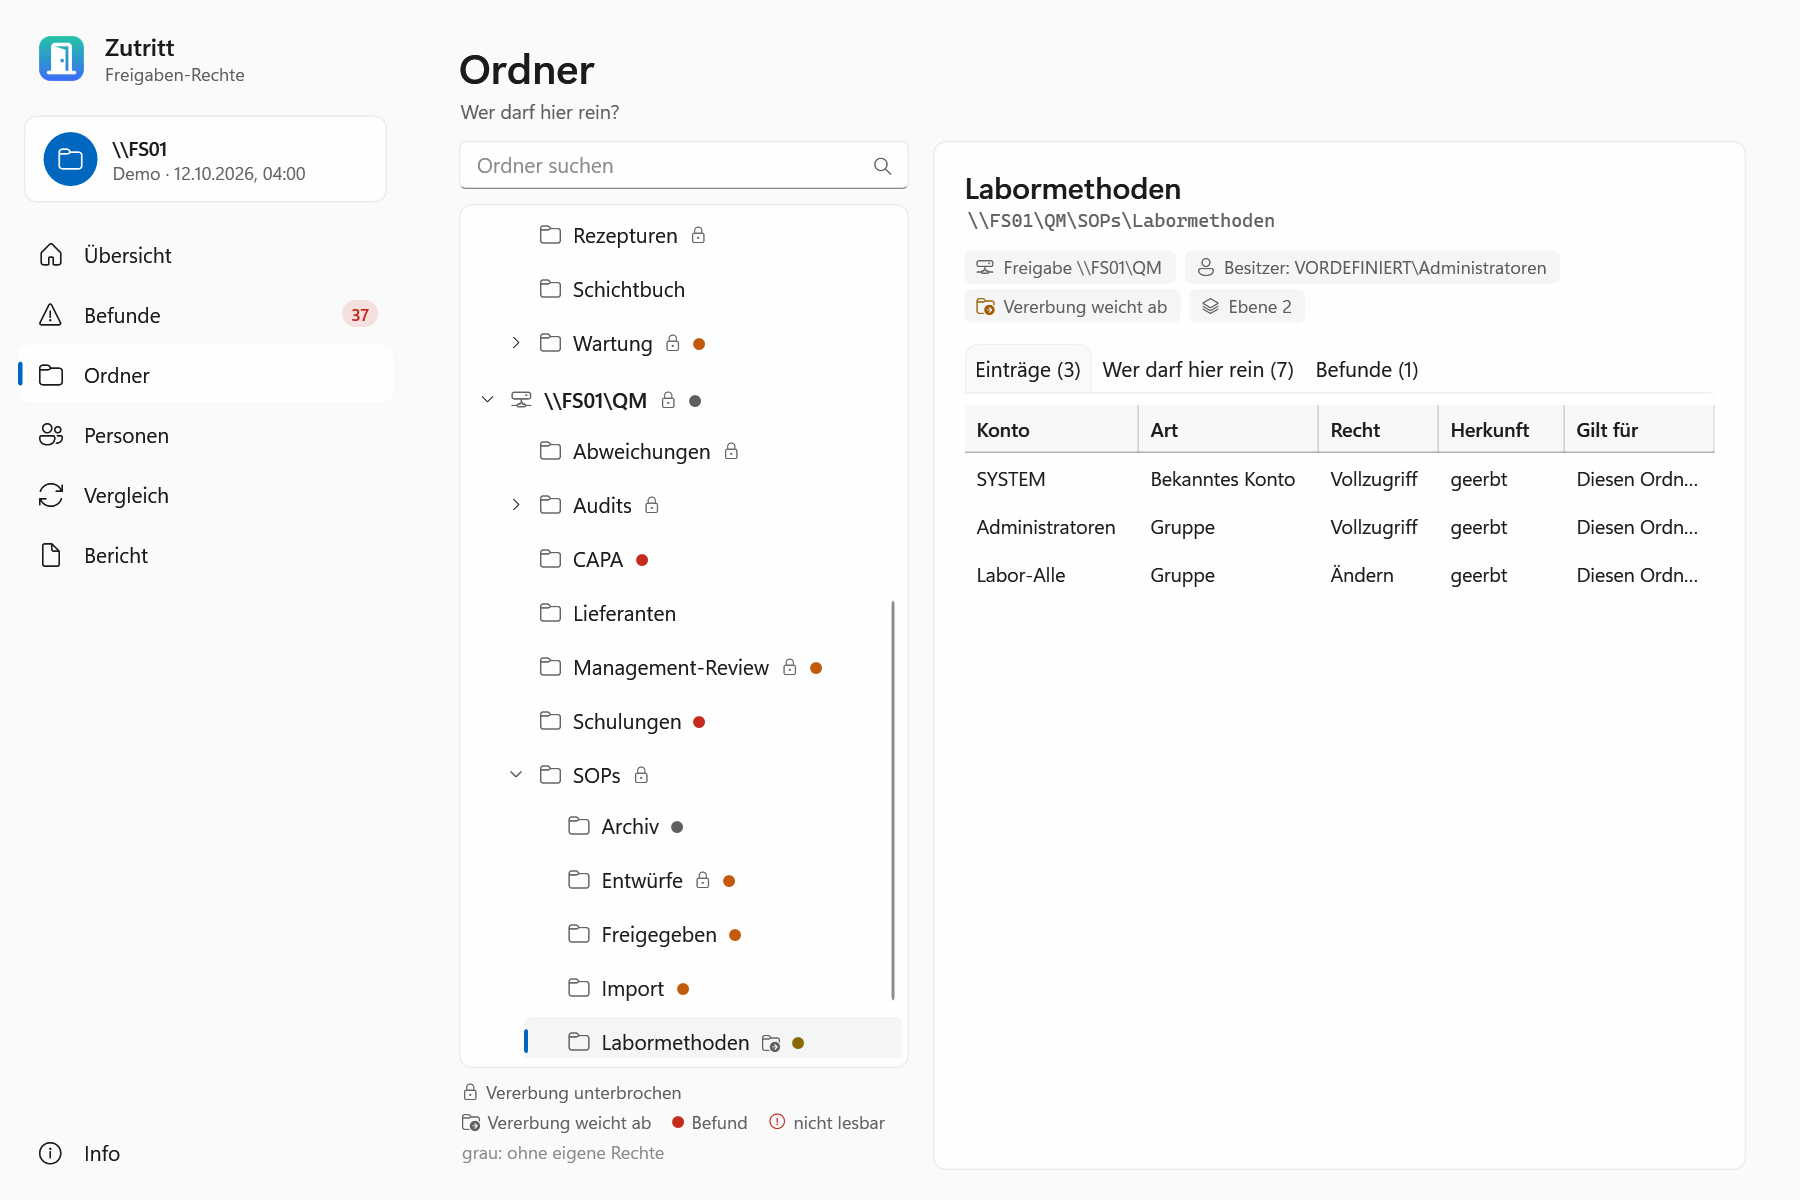 Zutritt
Freigaben-Rechte
\\FS01
Demo · 12.10.2026, 04:00
Übersicht
Befunde 37
Ordner
Personen
Vergleich
Bericht
Info
Ordner
Wer darf hier rein?
Ordner suchen
Rezepturen
Schichtbuch
Wartung
\\FS01\QM
Abweichungen
Audits
CAPA
Lieferanten
Management-Review
Schulungen
SOPs
Archiv
Entwürfe
Freigegeben
Import
Labormethoden
Vererbung unterbrochen
Vererbung weicht ab Befund nicht lesbar
grau: ohne eigene Rechte
Labormethoden
\\FS01\QM\SOPs\Labormethoden
Freigabe \\FS01\QM Besitzer: VORDEFINIERT\Administratoren
Vererbung weicht ab Ebene 2
Einträge (3) Wer darf hier rein (7) Befunde (1)
Konto Art Recht Herkunft Gilt für
SYSTEM Bekanntes Konto Vollzugriff geerbt Diesen Ordn...
Administratoren Gruppe Vollzugriff geerbt Diesen Ordn...
Labor-Alle Gruppe Ändern geerbt Diesen Ordn...